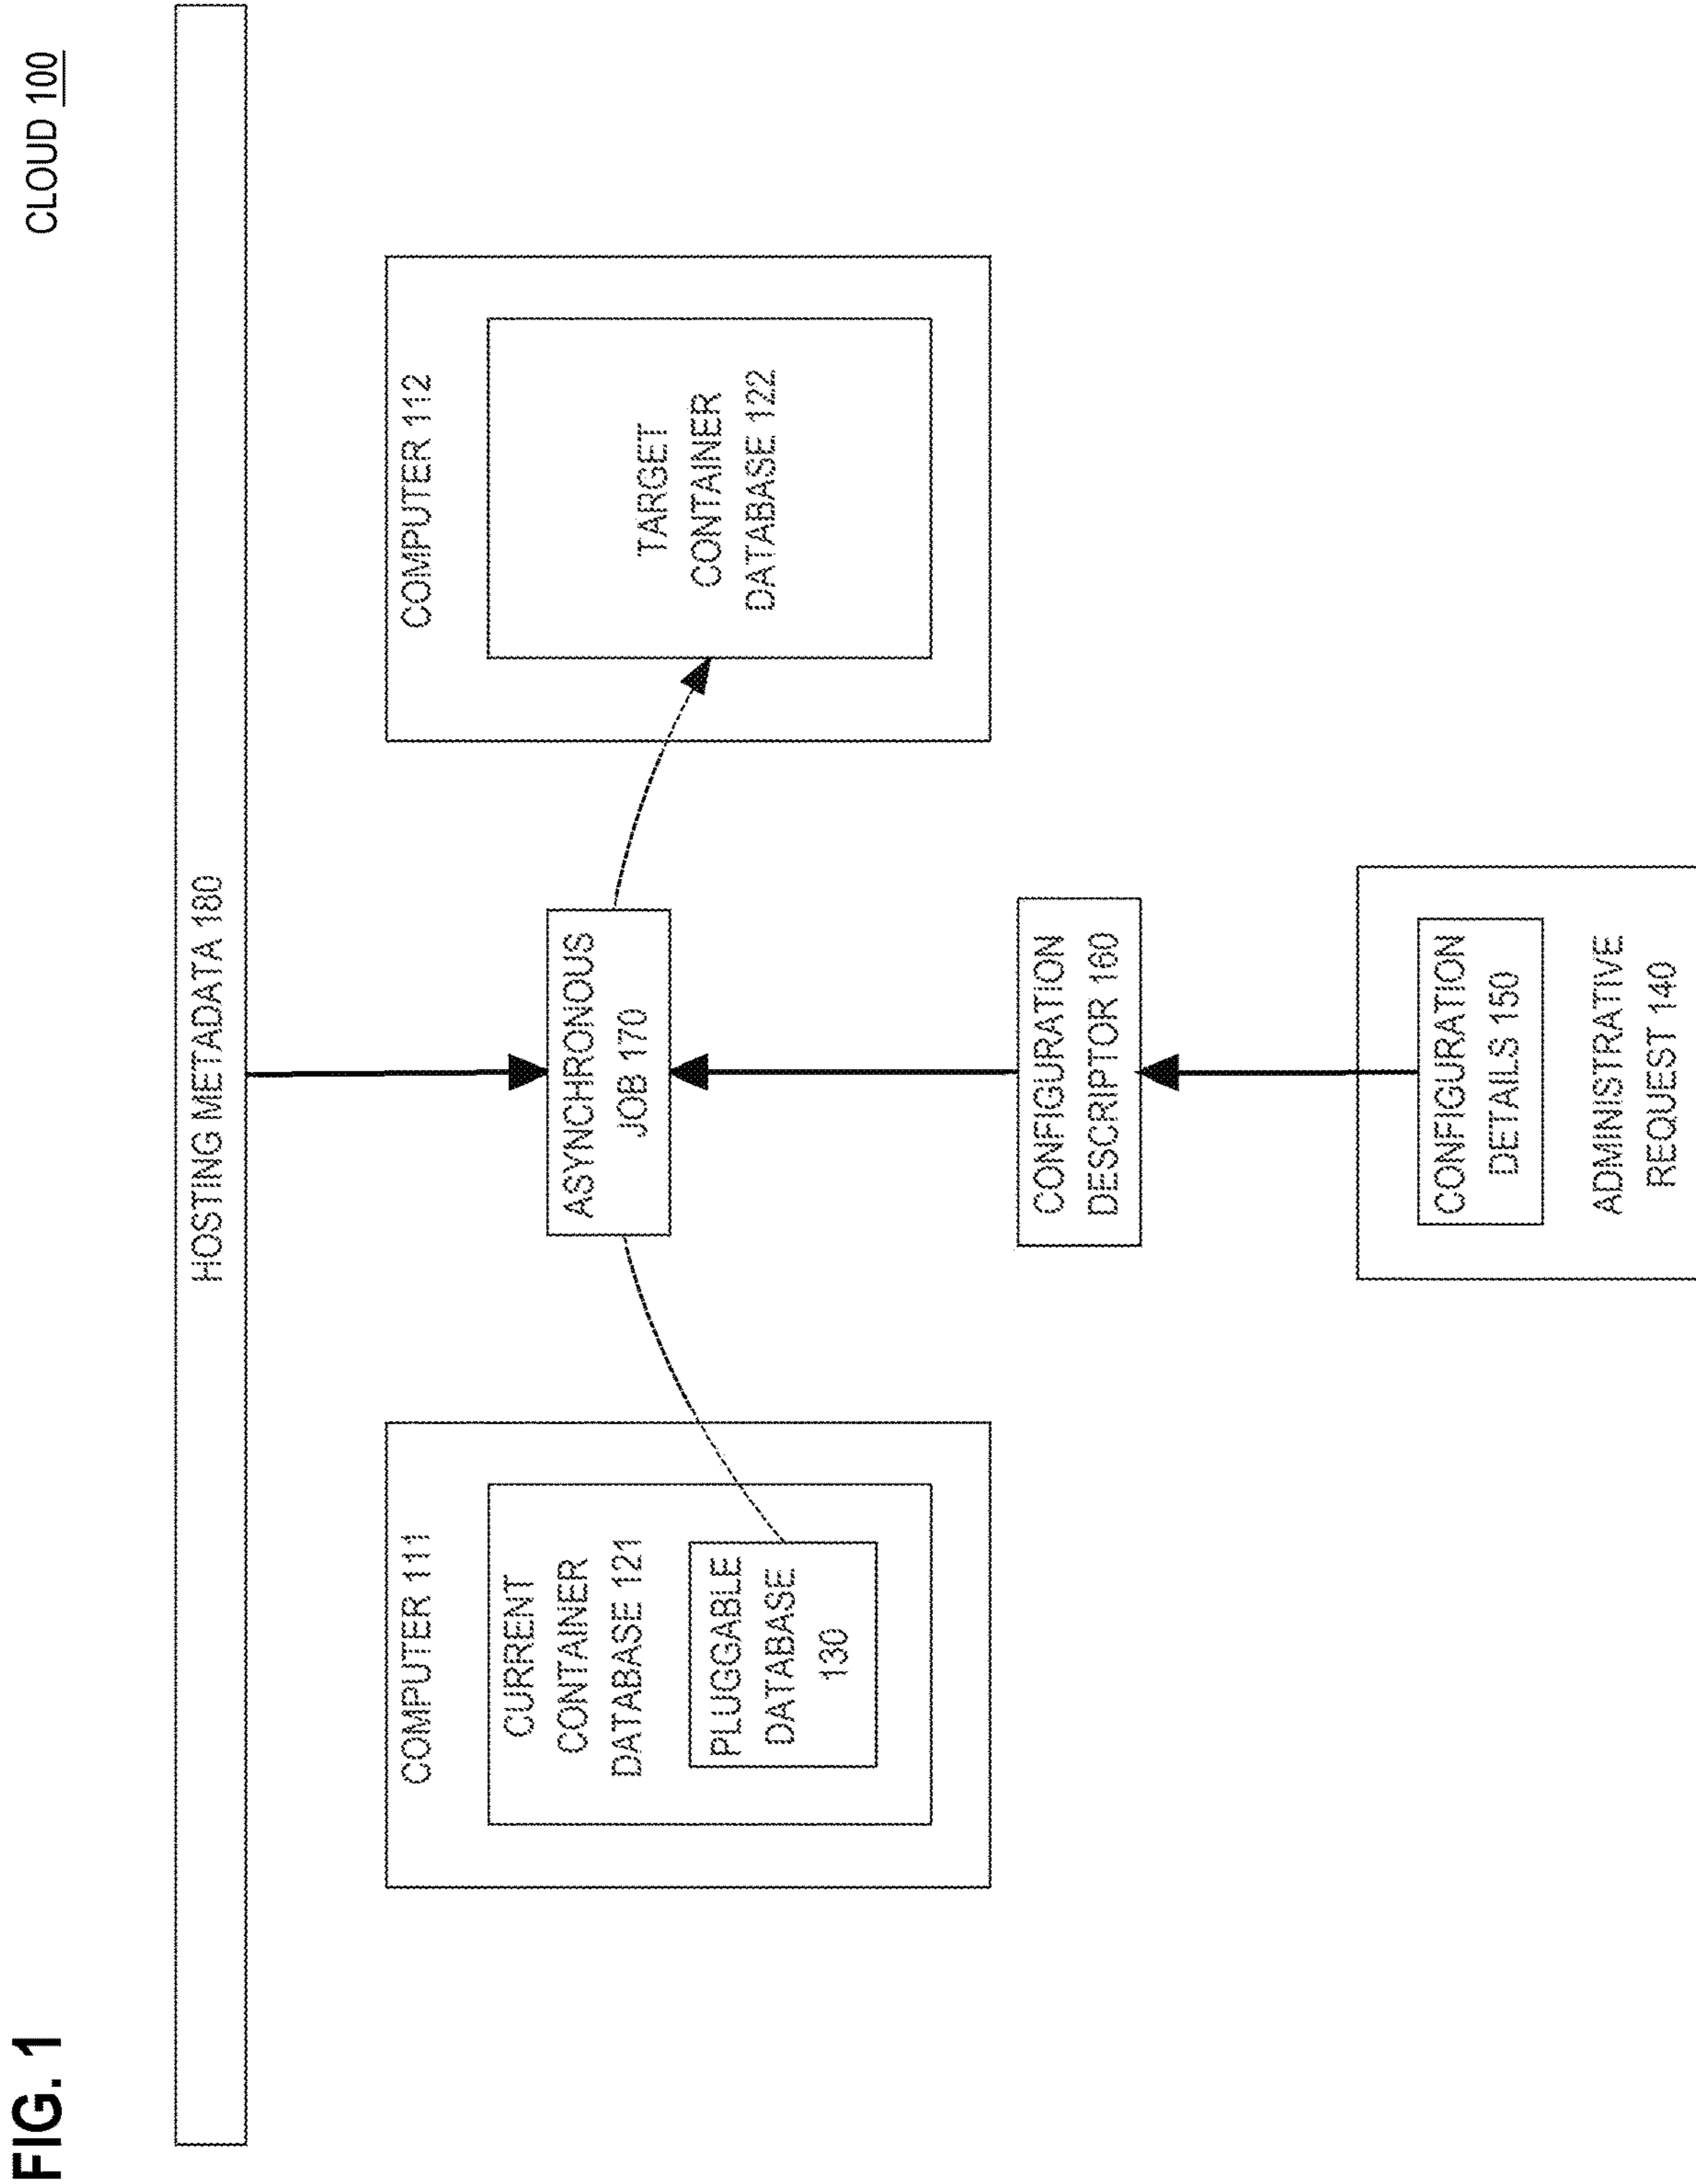 FIG. 1
CLOUD 100
HOSTING METADATA 180
COMPUTER 111
CURRENT
CONTAINER
DATABASE 121
PLUGGABLE
DATABASE
130
ASYNCHRONOUS
JOB 170
COMPUTER 112
TARGET
CONTAINER
DATABASE 122
CONFIGURATION
DESCRIPTOR 160
CONFIGURATION
DETAILS 150
ADMINISTRATIVE
REQUEST 140